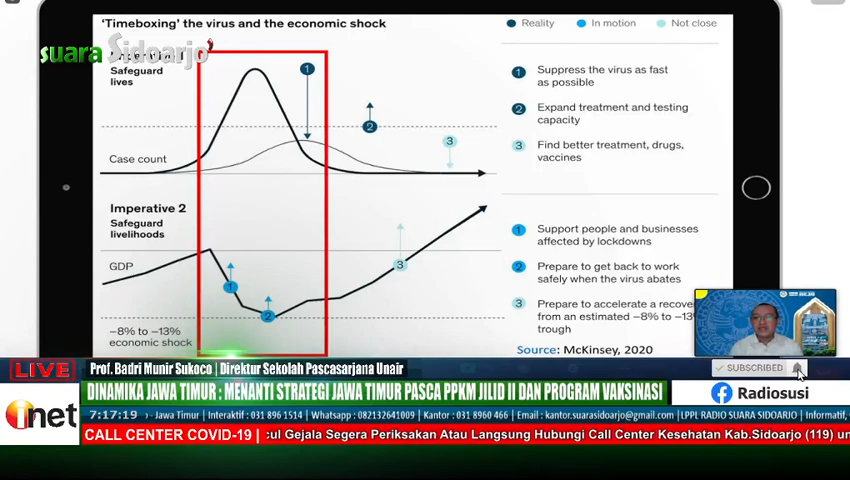 'Timeboxing' the virus and the economic shock
Reality
In motion
Not close
suara Sidoarjo
Safeguard
lives
1
2
3
Case count
1 Suppress the virus as fast
as possible
2 Expand treatment and testing
capacity
3 Find better treatment, drugs,
vaccines
Imperative 2
Safeguard
livelihoods
GDP
1
2
3
-8% to -13%
economic shock
1 Support people and businesses
affected by lockdowns
2 Prepare to get back to work
safely when the virus abates
3 Prepare to accelerate a recove
from an estimated -8% to -13%
trough
Source: McKinsey, 2020
LIVE
Prof. Badri Munir Sukoco | Direktur Sekolah Pascasarjana Unair
SUBSCRIBED
DINAMIKA JAWA TIMUR : MENANTI STRATEGI JAWA TIMUR PASCA PPKM JILID II DAN PROGRAM VAKSINASI
Radiosusi
inet
7:17:19
- Jawa Timur | Interaktif : 031 896 1514 | Whatsapp : 082132641009 | Kantor : 031 8960 466 | Email : kantor.suarasidoarjo@gmail.com | LPPL RADIO SUARA SIDOARJO | Informatif,
CALL CENTER COVID-19 |
cul Gejala Segera Periksakan Atau Langsung Hubungi Call Center Kesehatan Kab.Sidoarjo (119) un